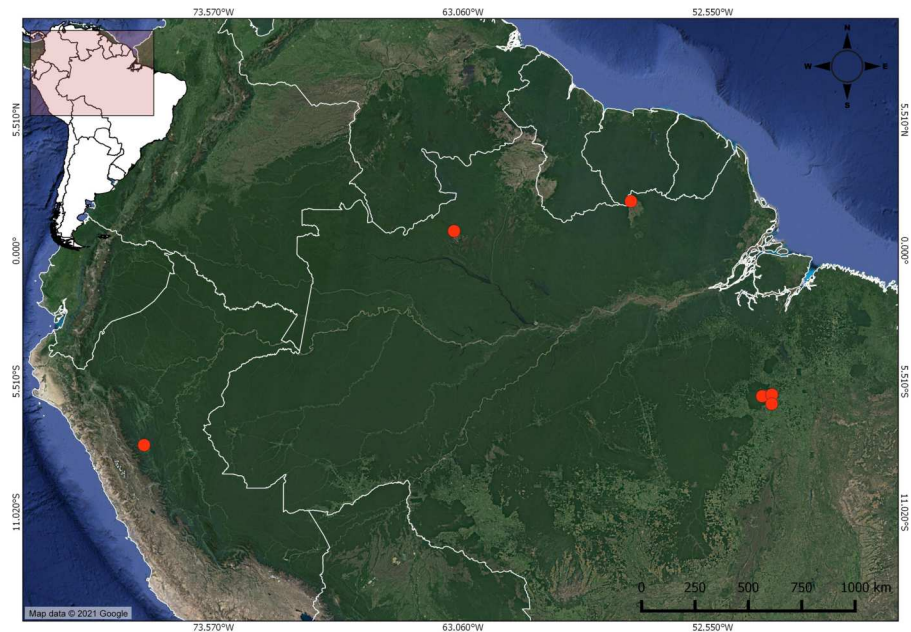 73.570°W 63.060°W 52.550°W
N
W E
S
5.510°N 5.510°N
0.000° 0.000°
5.510°S 5.510°S
11.020°S 11.020°S
0 250 500 750 1000 km
Map data © 2021 Google
73.570°W 63.060°W 52.550°W